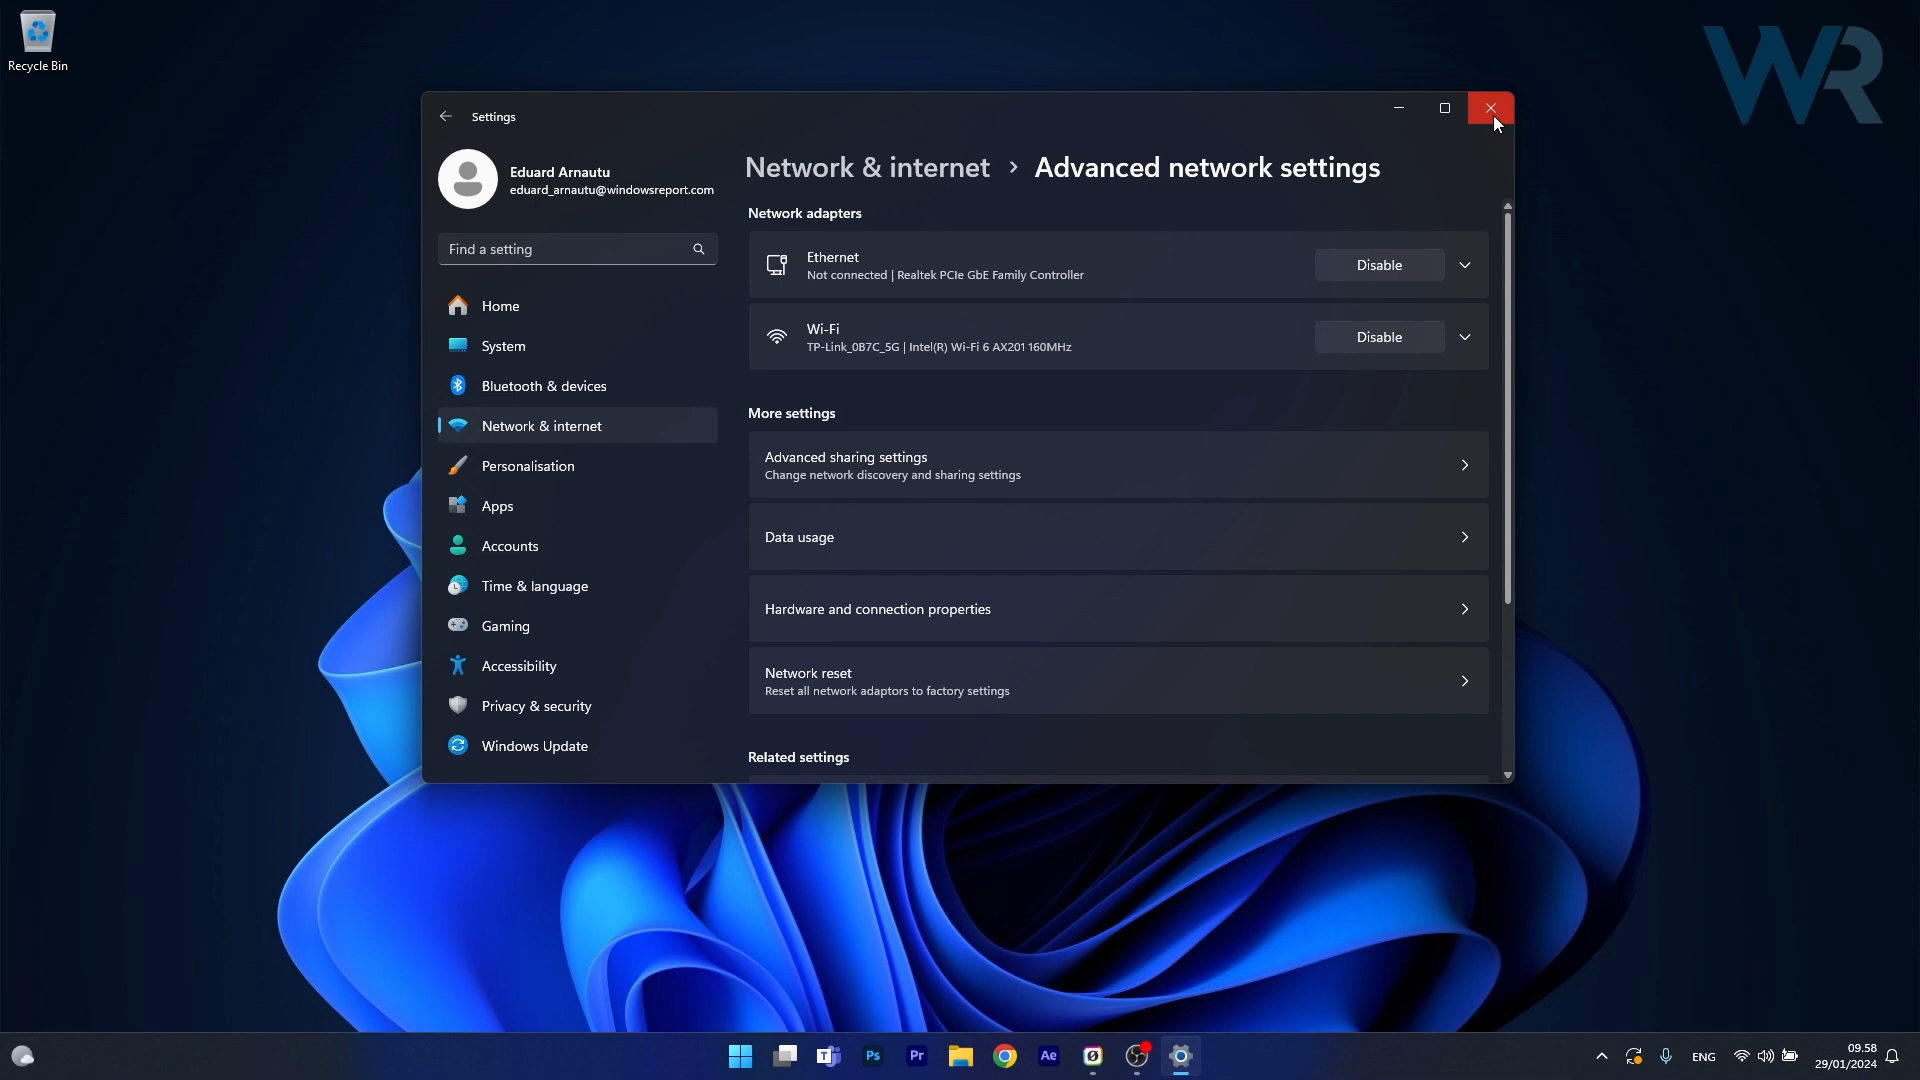 Recycle Bin
WR
Settings
Eduard Arnautu
eduard_arnautu@windowsreport.com
Find a setting
Home
System
Bluetooth & devices
Network & internet
Personalisation
Apps
Accounts
Time & language
Gaming
Accessibility
Privacy & security
Windows Update
Network & internet › Advanced network settings
Network adapters
Ethernet
Not connected | Realtek PCIe GbE Family Controller
Disable
Wi-Fi
TP-Link_0B7C_5G | Intel(R) Wi-Fi 6 AX201 160MHz
Disable
More settings
Advanced sharing settings
Change network discovery and sharing settings
Data usage
Hardware and connection properties
Network reset
Reset all network adaptors to factory settings
Related settings
T
Ps
Pr
Ae
ENG
09.58
29/01/2024